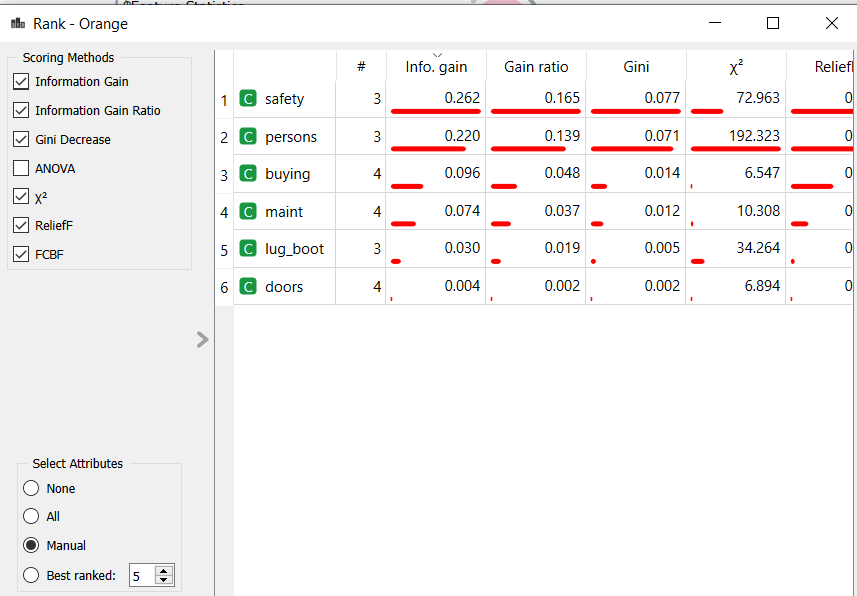 Rank - Orange
Scoring Methods
Information Gain
Information Gain Ratio
Gini Decrease
ANOVA
χ²
ReliefF
FCBF
# Info. gain Gain ratio Gini χ² Relief
1 C safety 3 0.262 0.165 0.077 72.963 0
2 C persons 3 0.220 0.139 0.071 192.323 0
3 C buying 4 0.096 0.048 0.014 6.547 0
4 C maint 4 0.074 0.037 0.012 10.308 0
5 C lug_boot 3 0.030 0.019 0.005 34.264 0
6 C doors 4 0.004 0.002 0.002 6.894 0
Select Attributes
None
All
Manual
Best ranked: 5